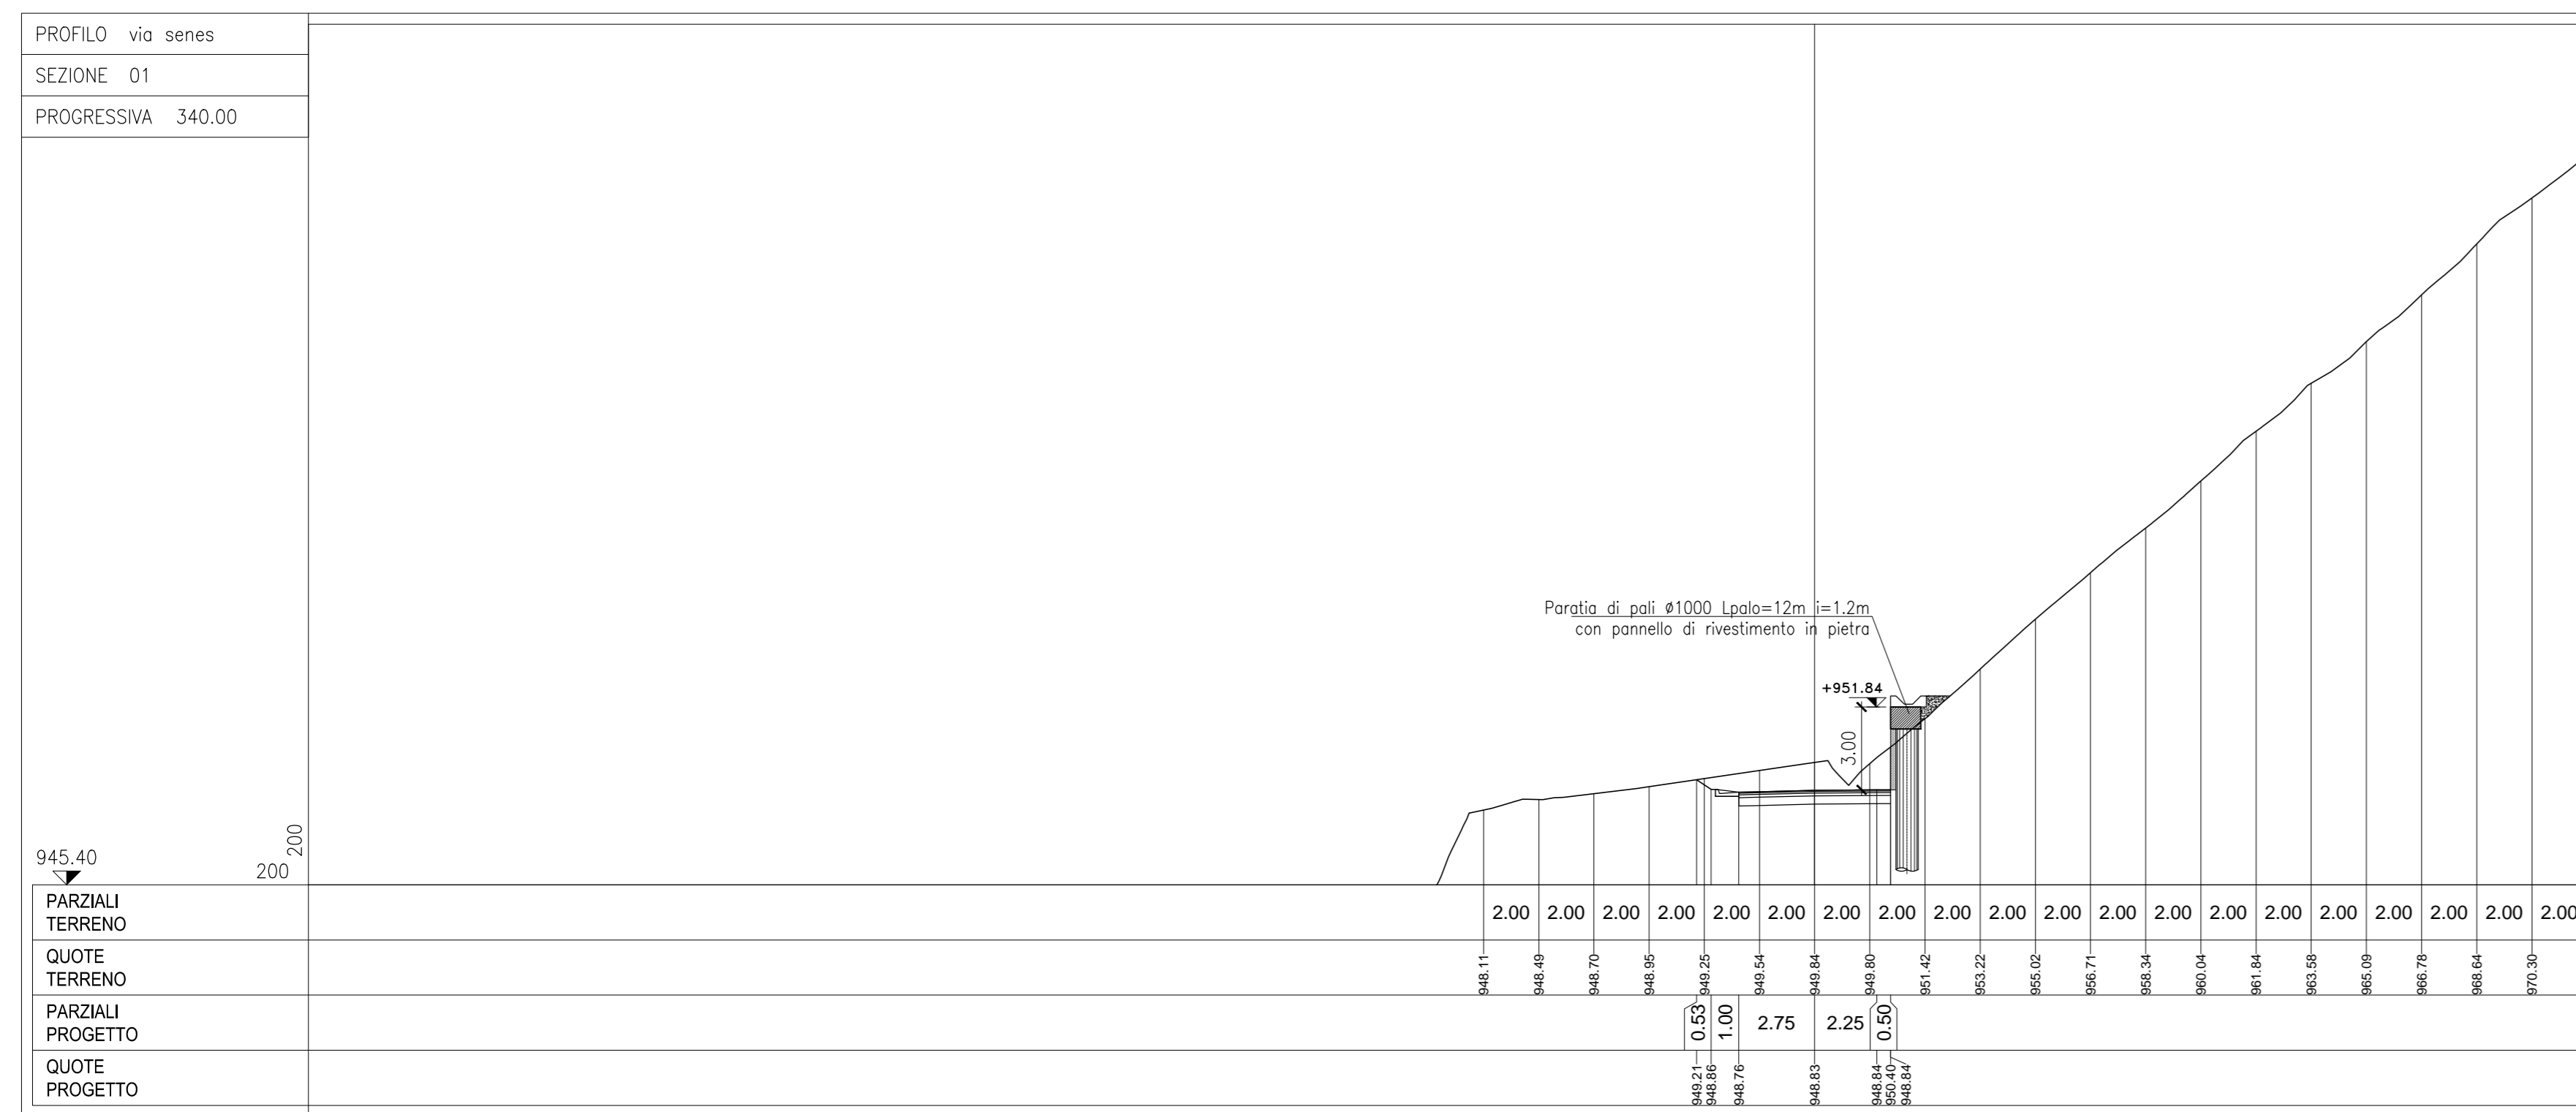 PROFILO via senes
SEZIONE 01
PROGRESSIVA 340.00
Paratia di pali ø1000 Lpalo=12m i=1.2m
con pannello di rivestimento in pietra
+951.84
3.00
200
945.40
200
PARZIALI
TERRENO
2.00 2.00 2.00 2.00 2.00 2.00 2.00 2.00 2.00 2.00 2.00 2.00 2.00 2.00 2.00 2.00 2.00 2.00 2.00 2.00
QUOTE
TERRENO
948.11 948.49 948.70 948.95 949.25 949.54 949.84 949.80 951.42 953.22 955.02 956.71 958.34 960.04 961.84 963.58 965.09 966.78 968.64 970.30
PARZIALI
PROGETTO
0.53 1.00 2.75 2.25 0.50
QUOTE
PROGETTO
949.21 948.86 948.76 948.83 948.84 950.40 948.84